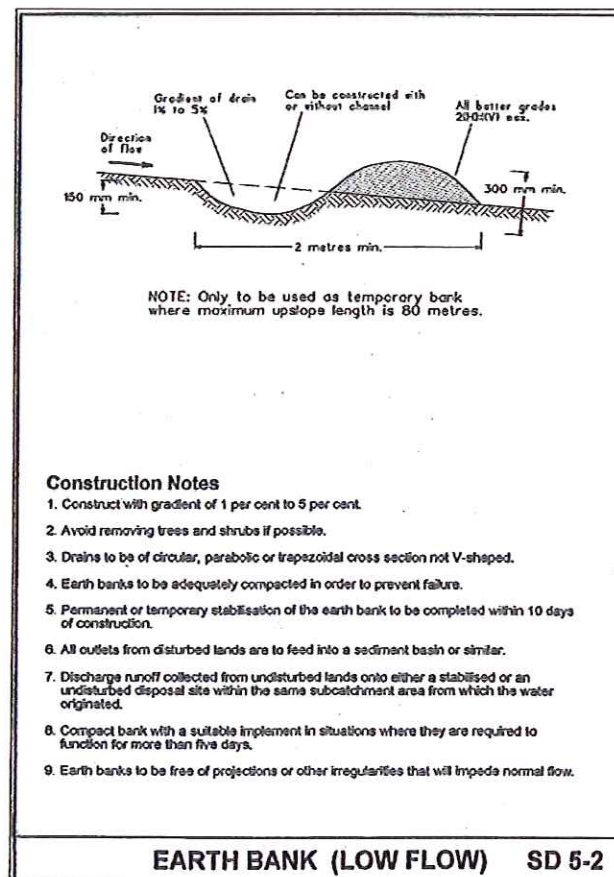 Gradient of drain
1% to 5%
Can be constructed with
or without channel
All batter grades
max.
Direction
of flow
150 mm min.
300 mm min.
2 metres min.
NOTE: Only to be used as temporary bank
where maximum upslope length is 80 metres.
Construction Notes
1. Construct with gradient of 1 per cent to 5 per cent.
2. Avoid removing trees and shrubs if possible.
3. Drains to be of circular, parabolic or trapezoidal cross section not V-shaped.
4. Earth banks to be adequately compacted in order to prevent failure.
5. Permanent or temporary stabilisation of the earth bank to be completed within 10 days
of construction.
6. All outlets from disturbed lands are to feed into a sediment basin or similar.
7. Discharge runoff collected from undisturbed lands onto either a stabilised or an
undisturbed disposal site within the same subcatchment area from which the water
originated.
8. Compact bank with a suitable implement in situations where they are required to
function for more than five days.
9. Earth banks to be free of projections or other irregularities that will impede normal flow.
EARTH BANK (LOW FLOW) SD 5-2